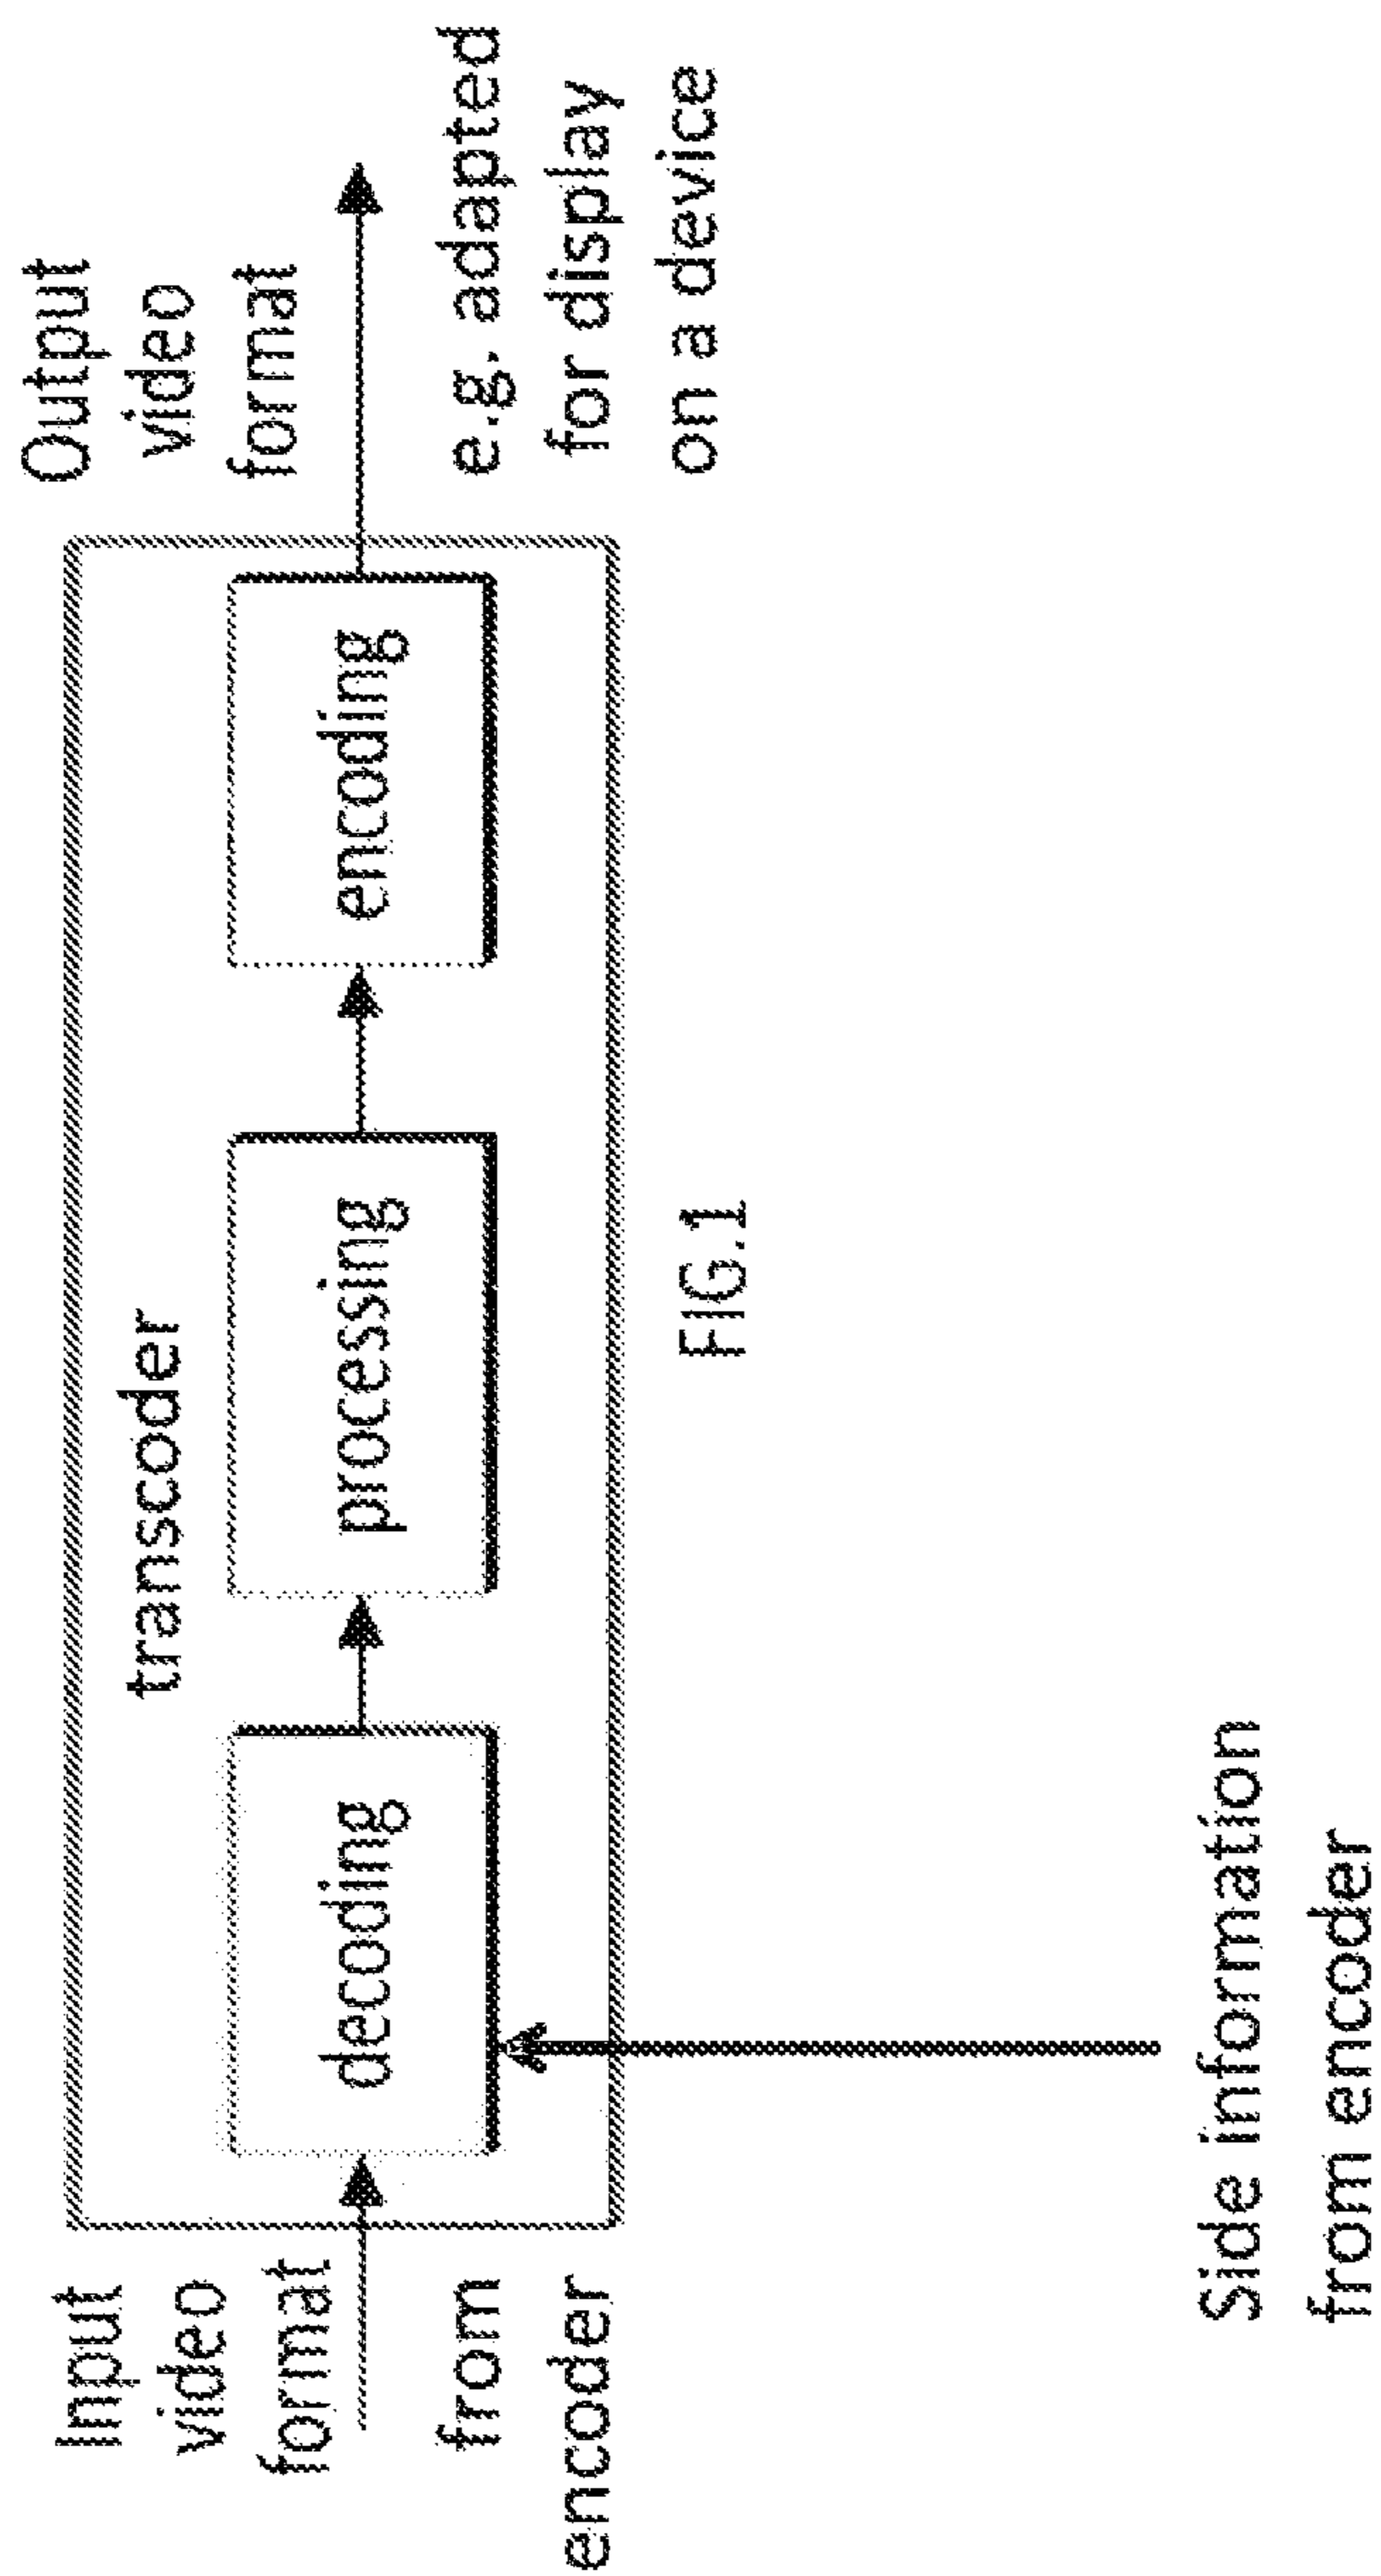 Input
video
format
from
encoder
transcoder
decoding
processing
encoding
Output
video
format
e.g. adapted
for display
on a device
FIG.1
Side information
from encoder